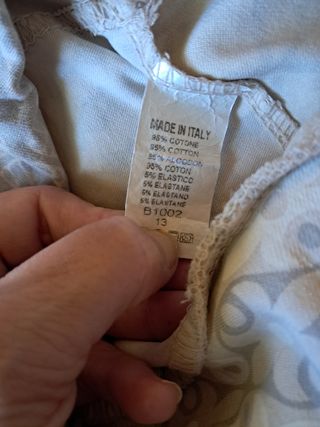 MADE IN ITALY
95% COTONE
95% COTTON
95% ALGODON
95% COTON
5% ELASTICO
5% ELASTANE
5% ELASTANO
5% ELASTANE
B1002
13